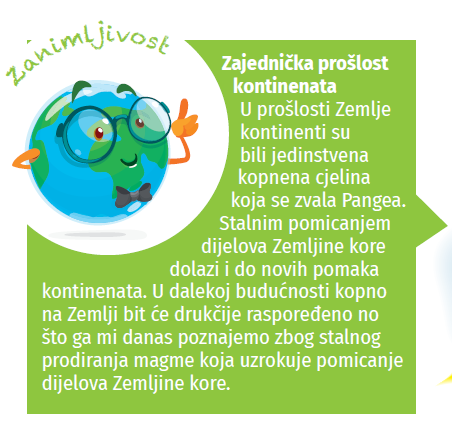 Zanimljivost
Zajednička prošlost
kontinenata
U prošlosti Zemlje
kontinenti su
bili jedinstvena
kopnena cjelina
koja se zvala Pangea.
Stalnim pomicanjem
dijelova Zemljine kore
dolazi i do novih pomaka
kontinenata. U dalekoj budućnosti kopno
na Zemlji bit će drukčije raspoređeno no
što ga mi danas poznajemo zbog stalnog
prodiranja magme koja uzrokuje pomicanje
dijelova Zemljine kore.